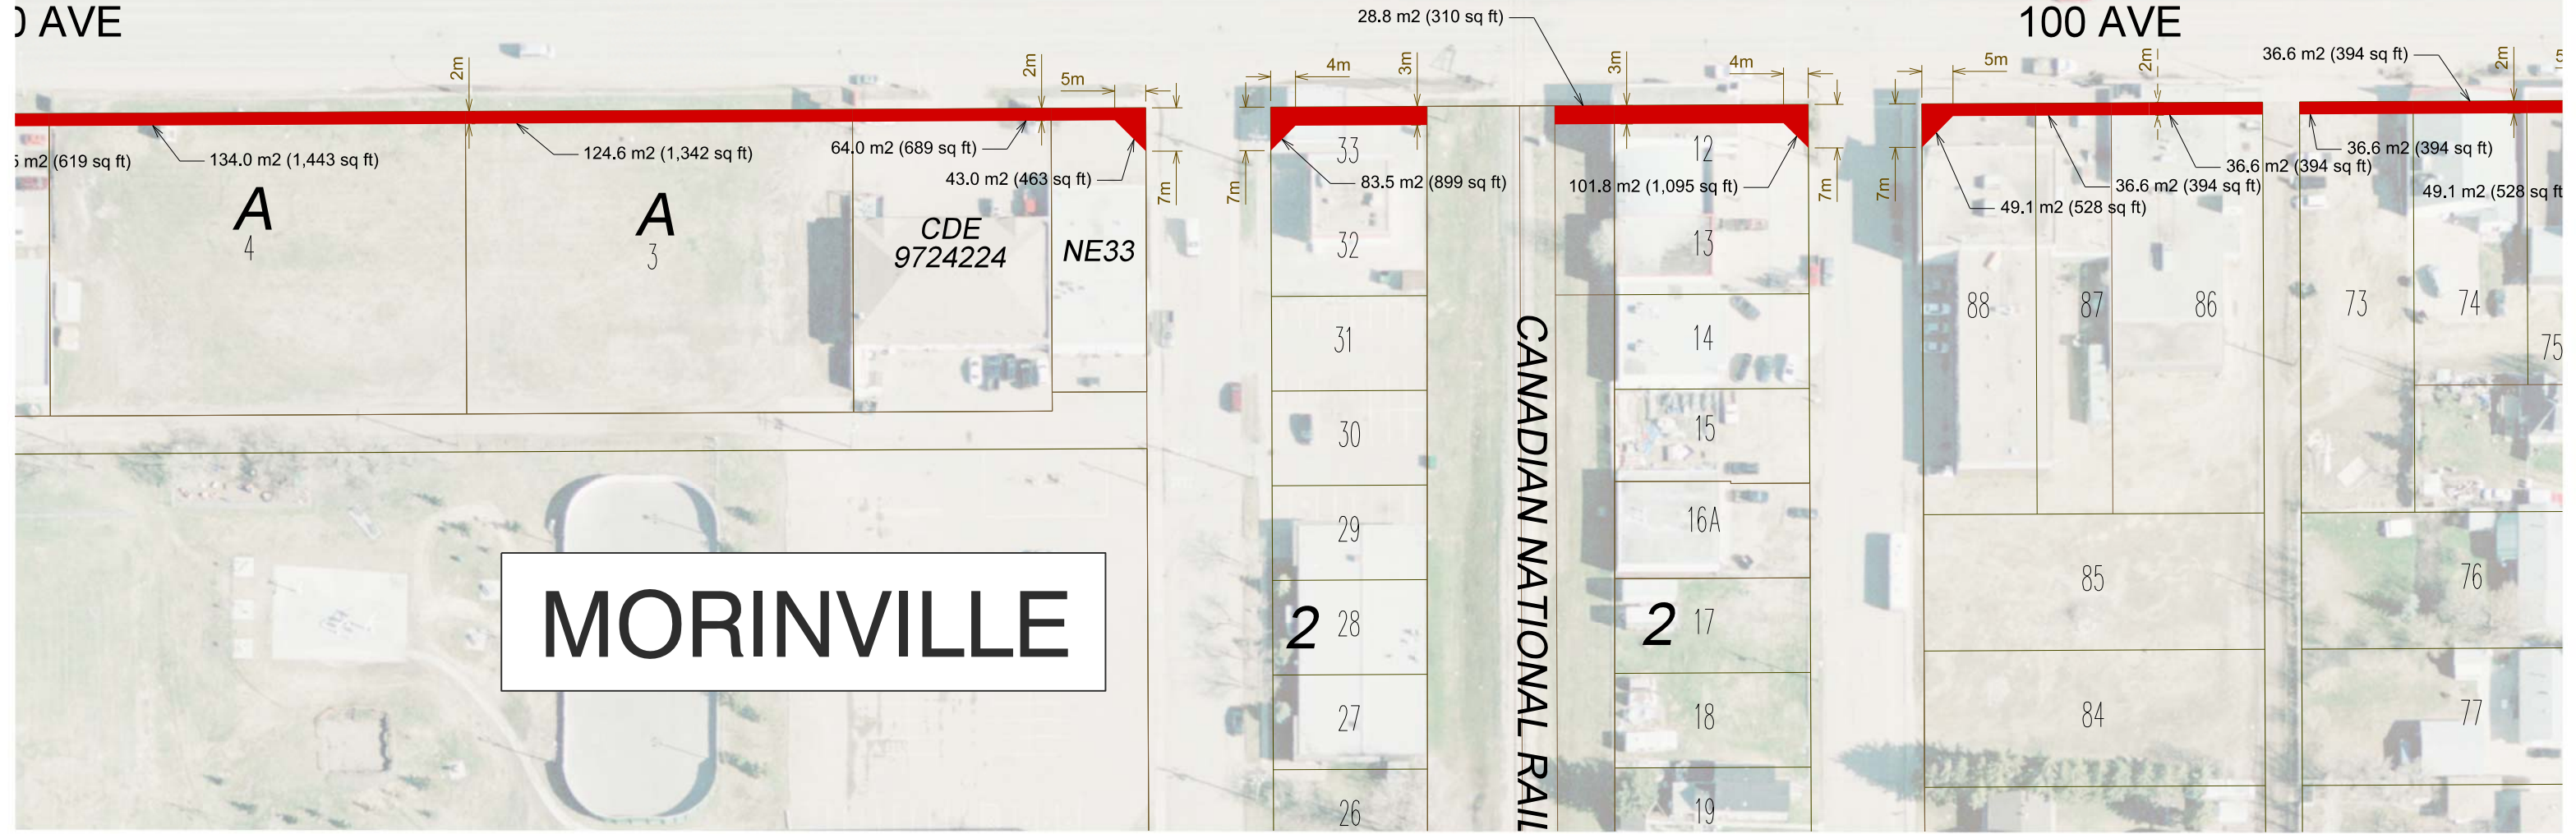 0 AVE
28.8 m2 (310 sq ft)
100 AVE
36.6 m2 (394 sq ft)
2m
2m
5m
4m
3m
3m
4m
5m
2m
2m
5
5 m2 (619 sq ft)
134.0 m2 (1,443 sq ft)
124.6 m2 (1,342 sq ft)
64.0 m2 (689 sq ft)
43.0 m2 (463 sq ft)
7m
7m
83.5 m2 (899 sq ft)
101.8 m2 (1,095 sq ft)
7m
7m
49.1 m2 (528 sq ft)
36.6 m2 (394 sq ft)
36.6 m2 (394 sq ft)
36.6 m2 (394 sq ft)
49.1 m2 (528 sq ft
A
4
A
3
CDE
9724224
NE33
33
32
31
30
29
2 28
27
26
CANADIAN NATIONAL RAIL
12
13
14
15
16A
2 17
18
19
88
87
86
85
84
73
74
75
76
77
MORINVILLE